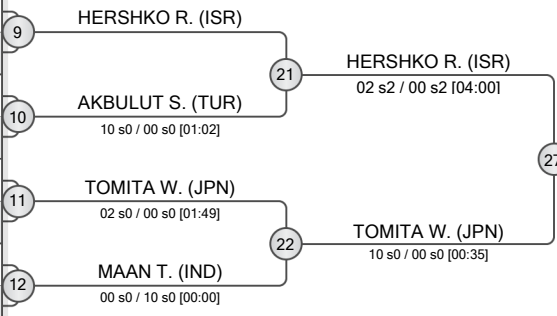 9
HERSHKO R. (ISR)
21
HERSHKO R. (ISR)
02 s2 / 00 s2 [04:00]
10
AKBULUT S. (TUR)
10 s0 / 00 s0 [01:02]
27
11
TOMITA W. (JPN)
02 s0 / 00 s0 [01:49]
22
TOMITA W. (JPN)
10 s0 / 00 s0 [00:35]
12
MAAN T. (IND)
00 s0 / 10 s0 [00:00]